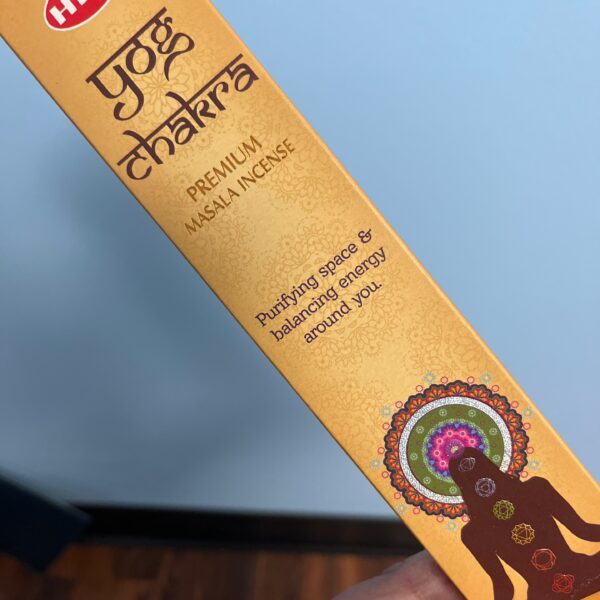 yog
chakra
PREMIUM
MASALA INCENSE
Purifying space &
balancing energy
around you.